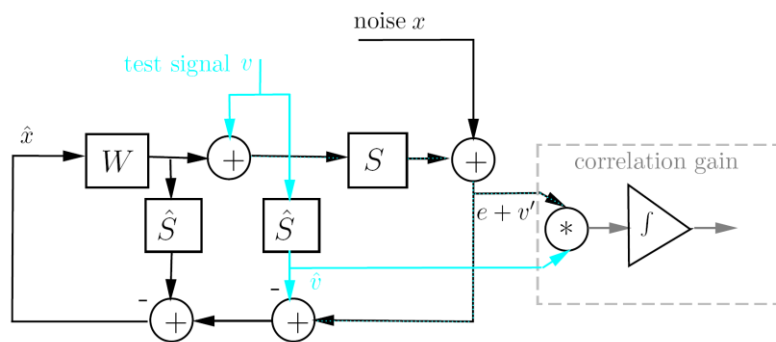 noise x
test signal v
x̂
W
+
S
+
correlation gain
e + v′
*
∫
Ŝ
Ŝ
-
-
v̂
+
+